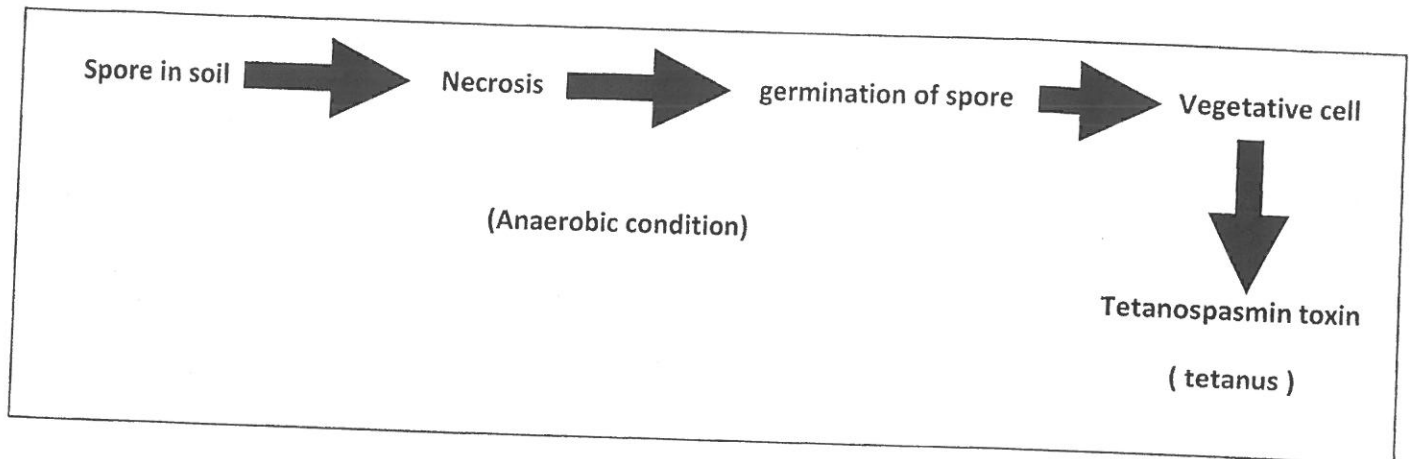 Spore in soil Necrosis germination of spore Vegetative cell
(Anaerobic condition)
Tetanospasmin toxin
( tetanus )